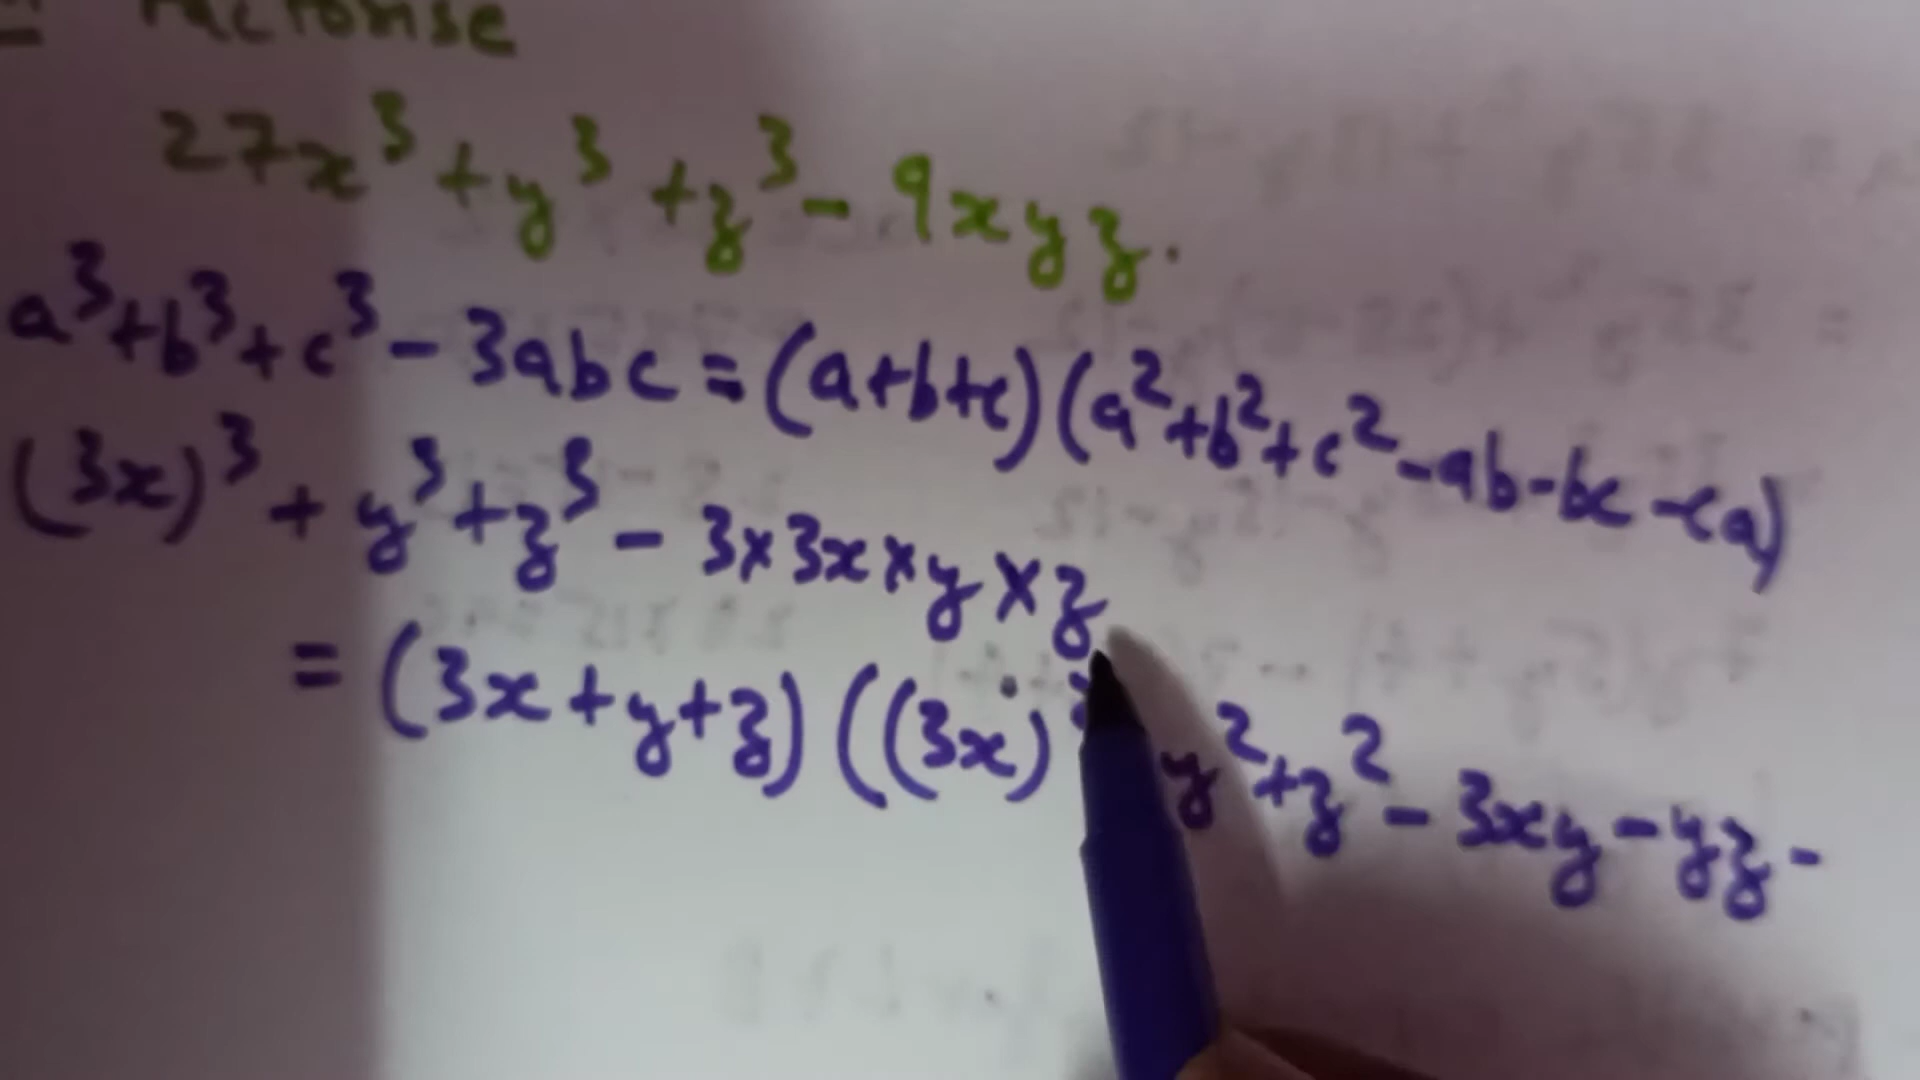 Factorise
27x³ + y³ + z³ - 9xyz.
a³+b³+c³ - 3abc = (a+b+c)(a²+b²+c²-ab-bc-ca)
(3x)³ + y³+z³ - 3×3x×y×z
= (3x+y+z)((3x)² y²+z² - 3xy - yz -